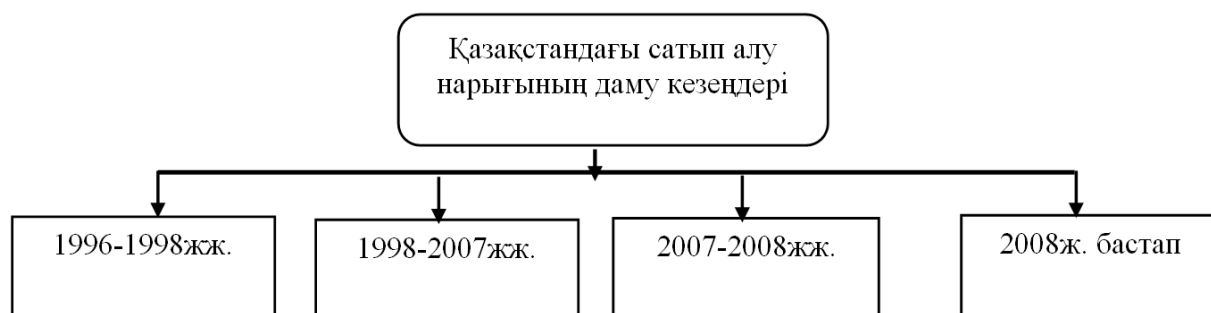 Қазақстандағы сатып алу
нарығының даму кезеңдері
1996-1998жж.
1998-2007жж.
2007-2008жж.
2008ж. бастап